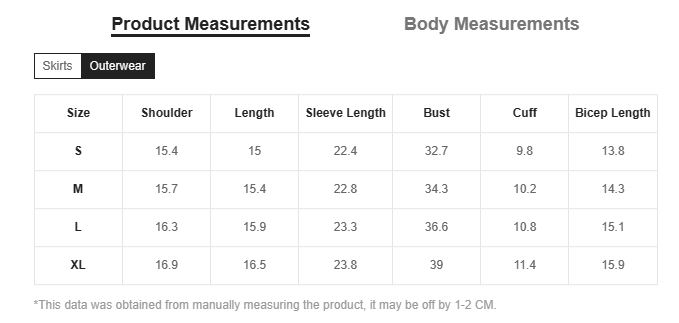 Product Measurements Body Measurements
Skirts Outerwear
Size Shoulder Length Sleeve Length Bust Cuff Bicep Length
S 15.4 15 22.4 32.7 9.8 13.8
M 15.7 15.4 22.8 34.3 10.2 14.3
L 16.3 15.9 23.3 36.6 10.8 15.1
XL 16.9 16.5 23.8 39 11.4 15.9
*This data was obtained from manually measuring the product, it may be off by 1-2 CM.